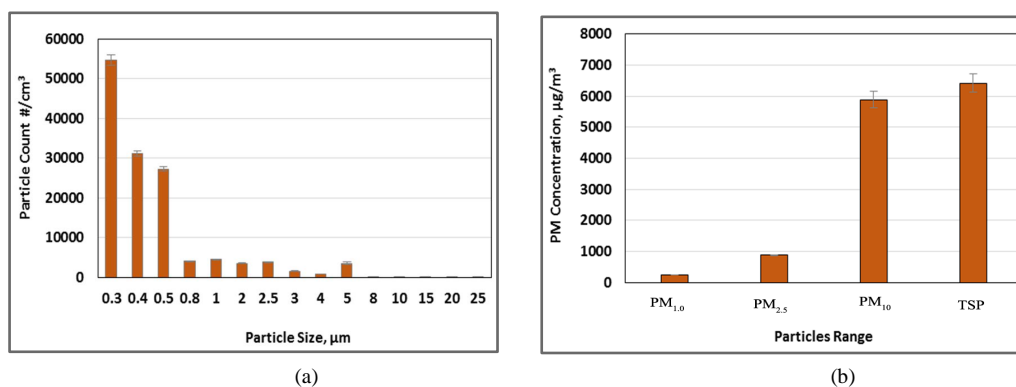 60000
50000
40000
30000
20000
10000
0
Particle Count #/cm³
0.3 0.4 0.5 0.8 1 2 2.5 3 4 5 8 10 15 20 25
Particle Size, µm
(a)
8000
7000
6000
5000
4000
3000
2000
1000
0
PM Concentration, µg/m³
PM1.0 PM2.5 PM10 TSP
Particles Range
(b)